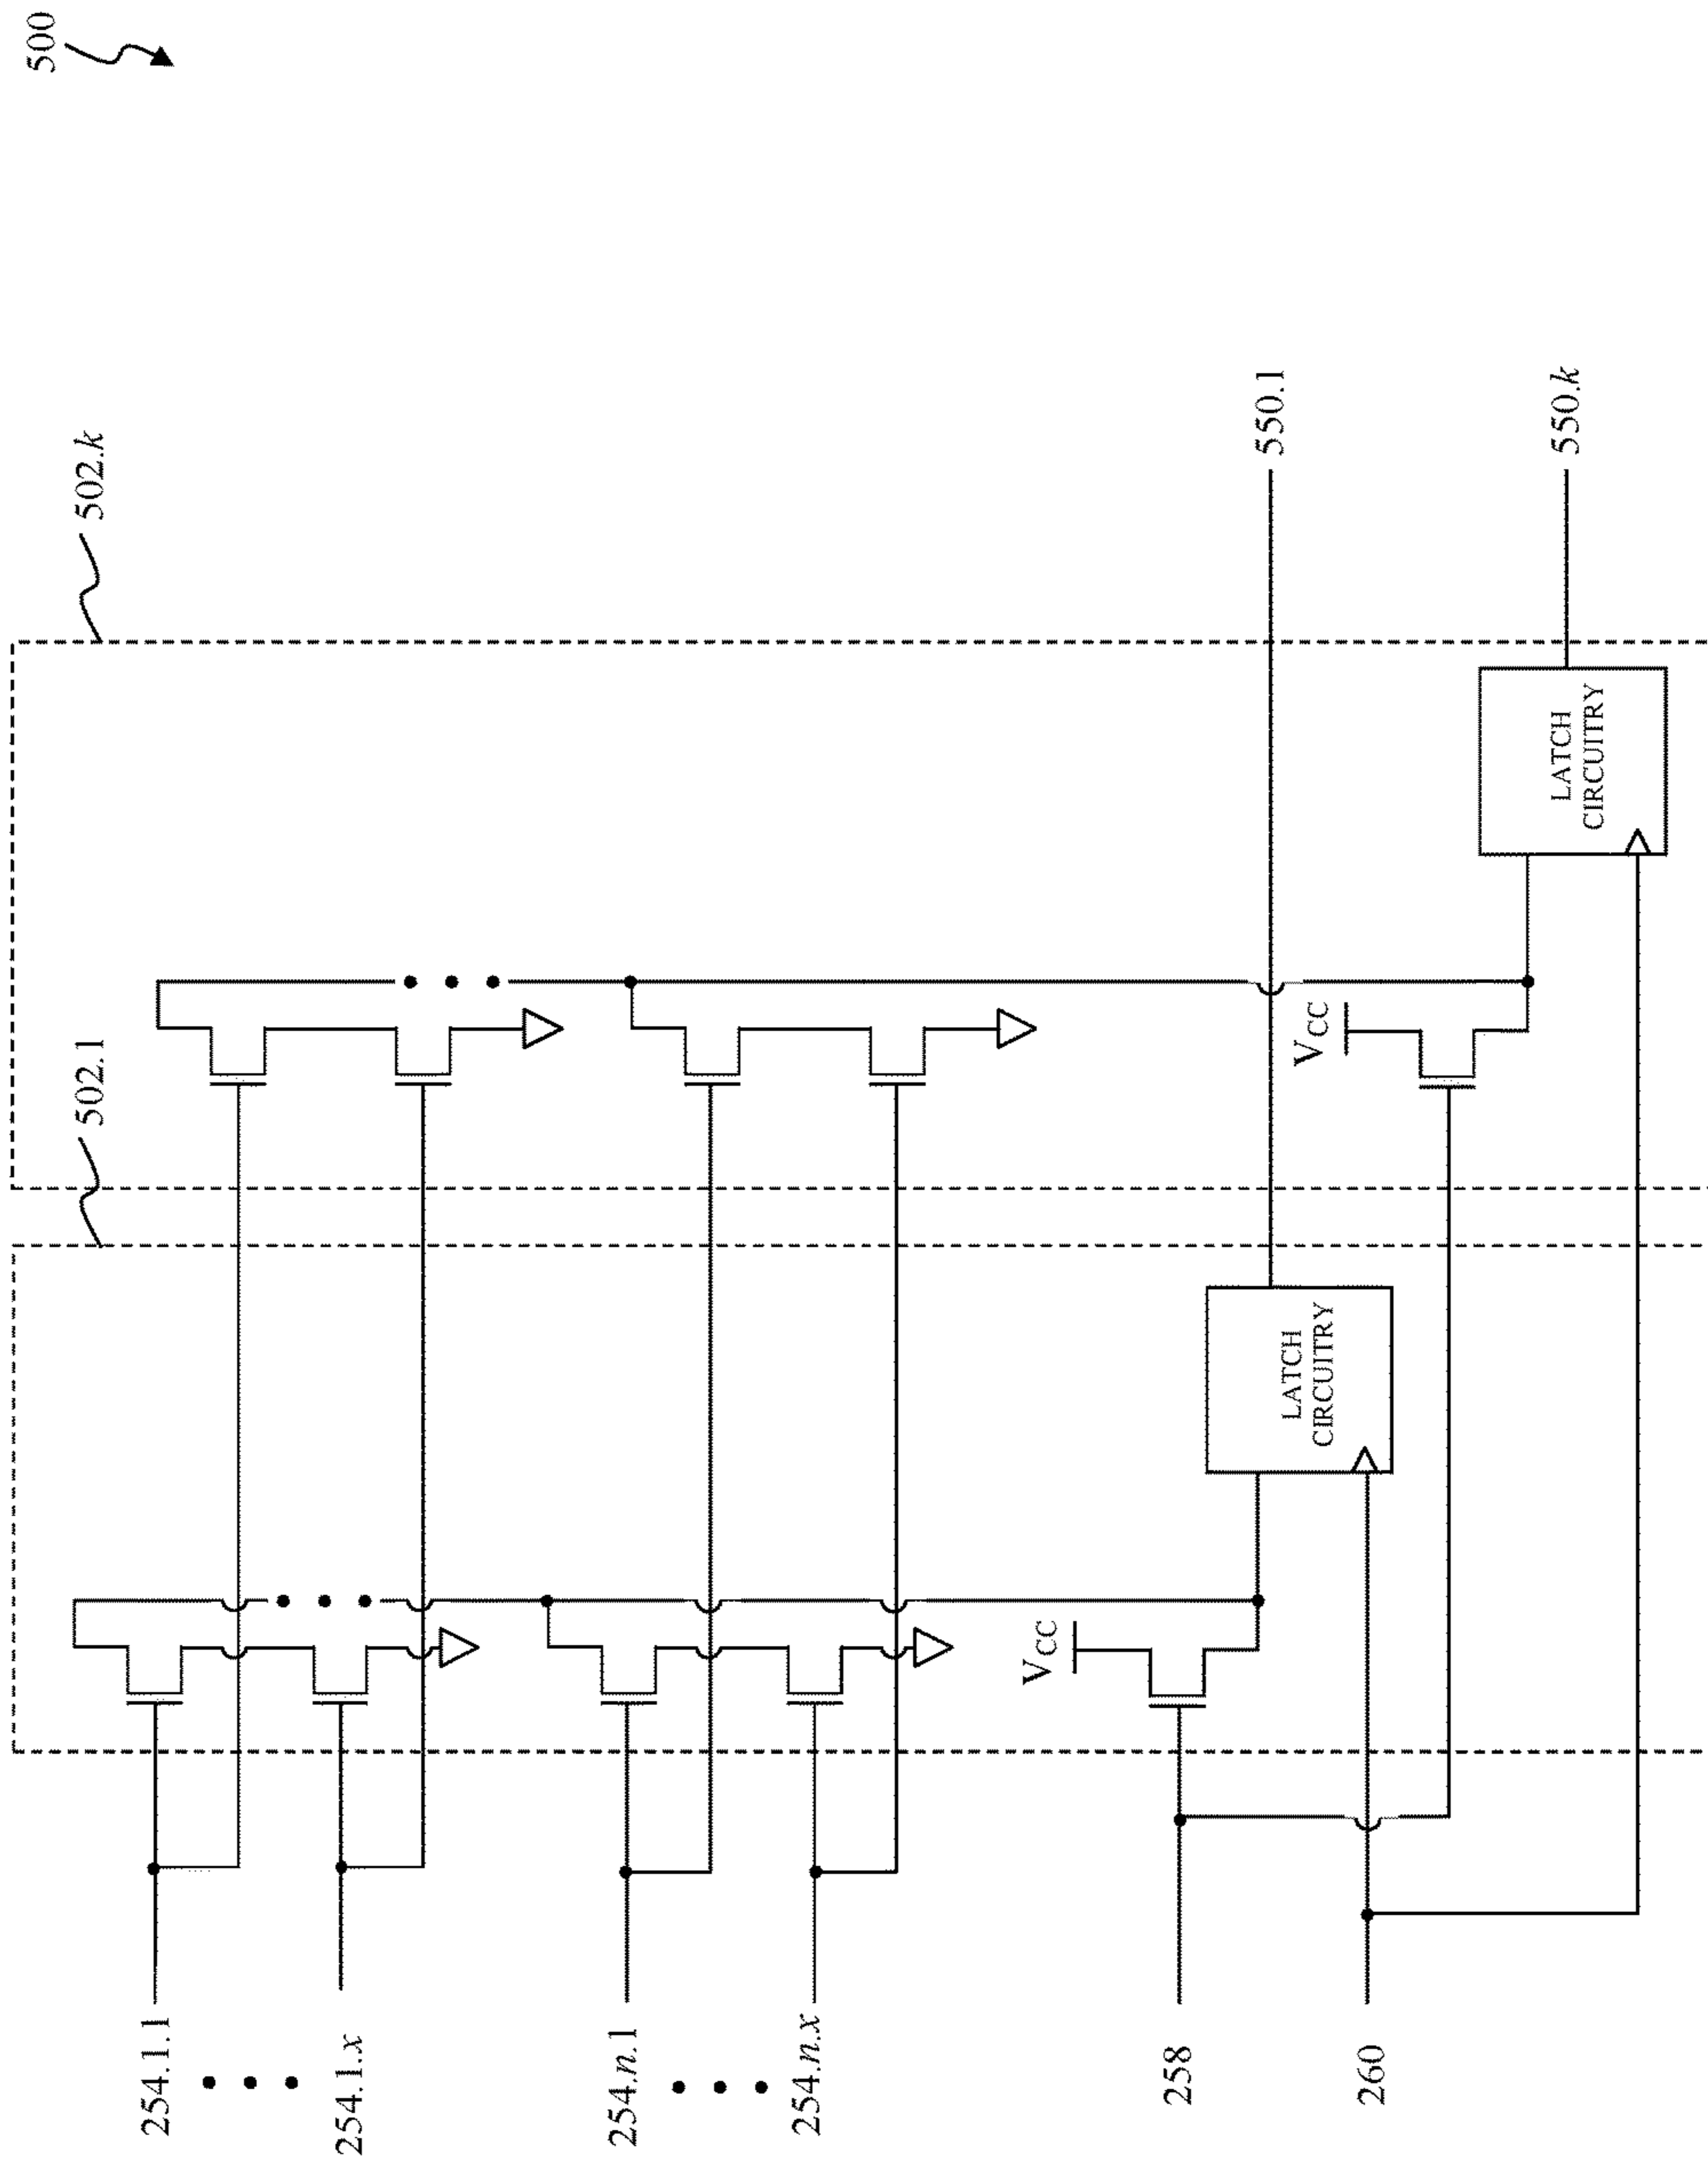 500
502.1
502.k
254.1.1
254.1.x
254.n.1
254.n.x
VCC
VCC
LATCH
CIRCUITRY
LATCH
CIRCUITRY
550.1
550.k
258
260